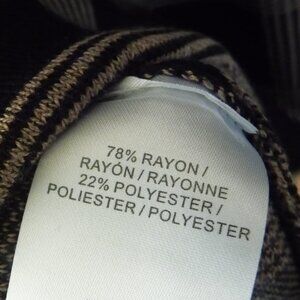 78% RAYON /
RAYÓN / RAYONNE
22% POLYESTER /
POLIESTER / POLYESTER